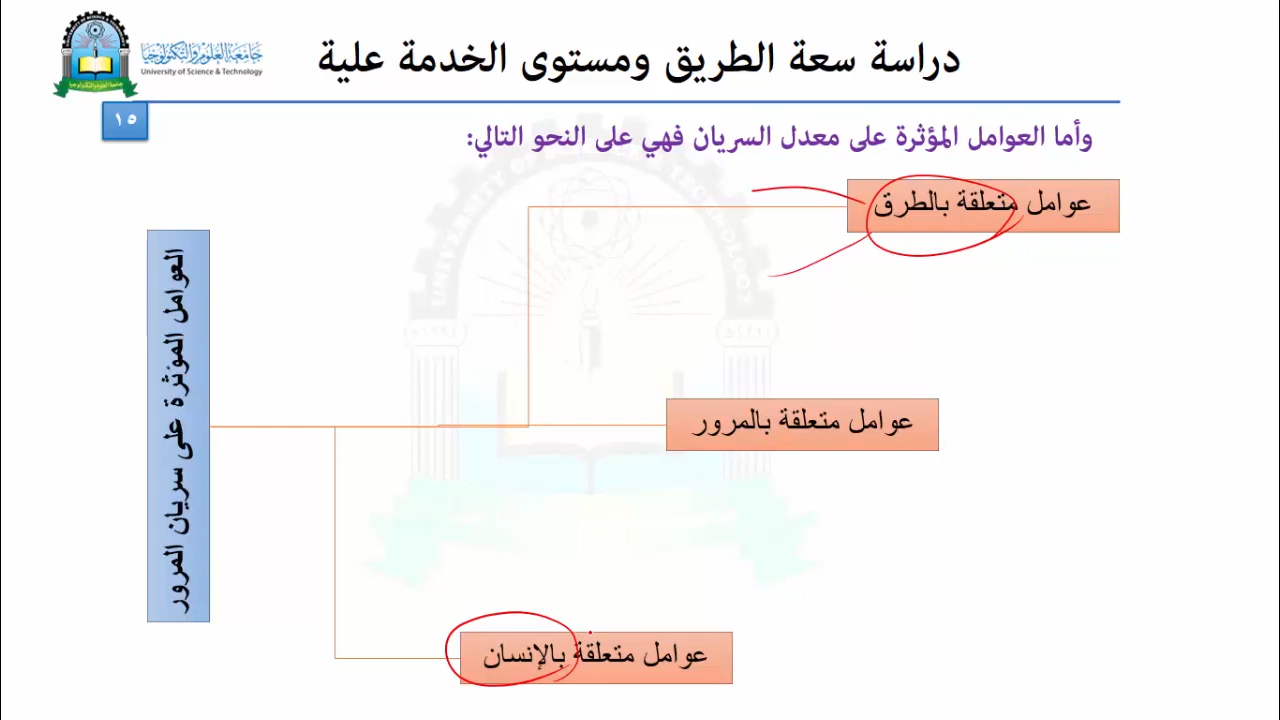 جامعة العلوم والتكنولوجيا
University of Science & Technology
دراسة سعة الطريق ومستوى الخدمة علية
١٥
وأما العوامل المؤثرة على معدل السريان فهي على النحو التالي:
عوامل متعلقة بالطرق
العوامل المؤثرة على سريان المرور
عوامل متعلقة بالمرور
عوامل متعلقة بالإنسان